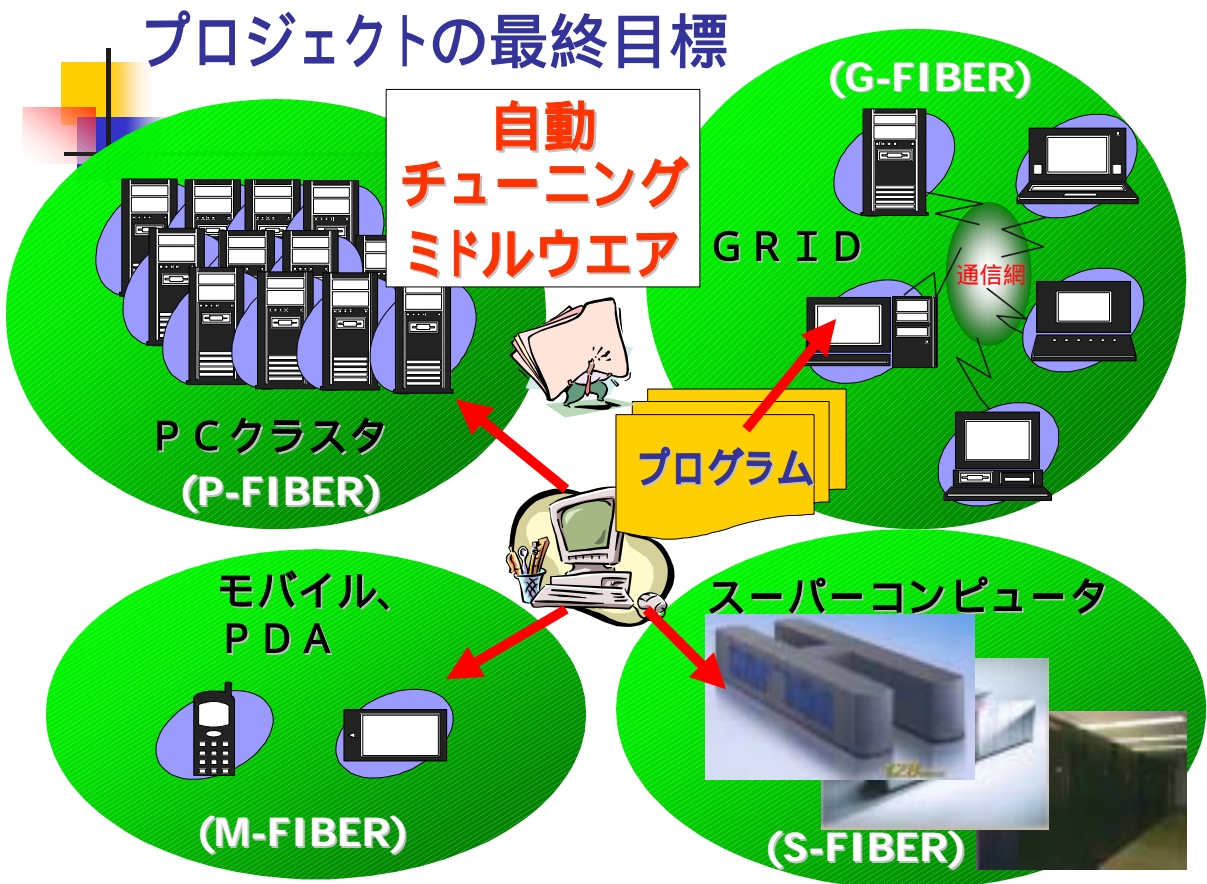 プロジェクトの最終目標
(G-FIBER)
自動
チューニング
ミドルウエア
ＧＲＩＤ
通信網
プログラム
ＰＣクラスタ
(P-FIBER)
モバイル、
ＰＤＡ
(M-FIBER)
スーパーコンピュータ
(S-FIBER)